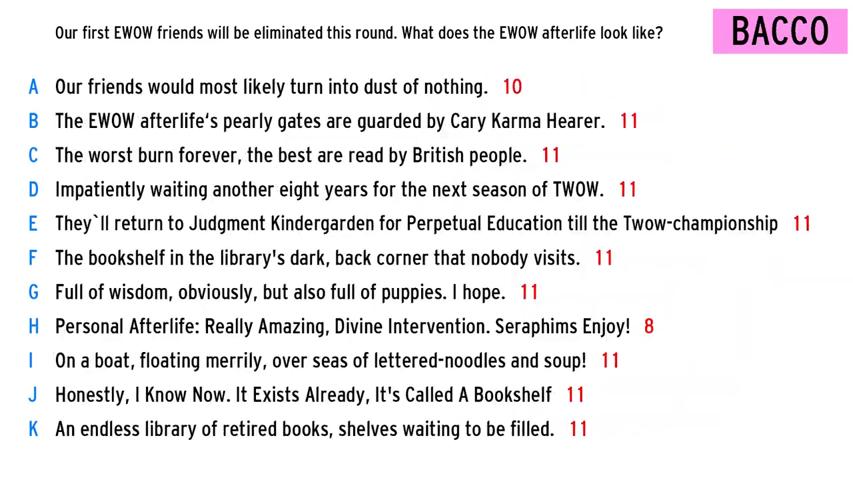 Our first EWOW friends will be eliminated this round. What does the EWOW afterlife look like?
BACCO
A Our friends would most likely turn into dust of nothing. 10
B The EWOW afterlife‘s pearly gates are guarded by Cary Karma Hearer. 11
C The worst burn forever, the best are read by British people. 11
D Impatiently waiting another eight years for the next season of TWOW. 11
E They`ll return to Judgment Kindergarden for Perpetual Education till the Twow-championship 11
F The bookshelf in the library's dark, back corner that nobody visits. 11
G Full of wisdom, obviously, but also full of puppies. I hope. 11
H Personal Afterlife: Really Amazing, Divine Intervention. Seraphims Enjoy! 8
I On a boat, floating merrily, over seas of lettered-noodles and soup! 11
J Honestly, I Know Now. It Exists Already, It's Called A Bookshelf 11
K An endless library of retired books, shelves waiting to be filled. 11